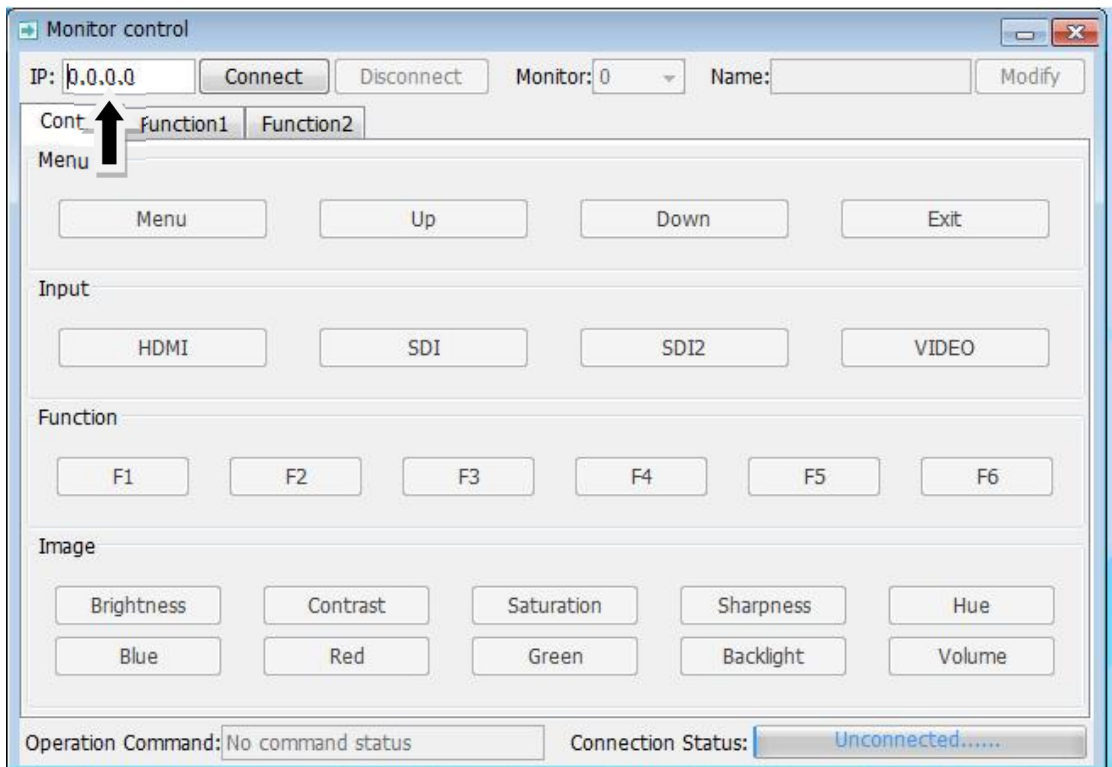 Monitor control
IP: 0.0.0.0 Connect Disconnect Monitor: 0 Name: Modify
Cont Function1 Function2
Menu
Menu Up Down Exit
Input
HDMI SDI SDI2 VIDEO
Function
F1 F2 F3 F4 F5 F6
Image
Brightness Contrast Saturation Sharpness Hue
Blue Red Green Backlight Volume
Operation Command: No command status Connection Status: Unconnected......